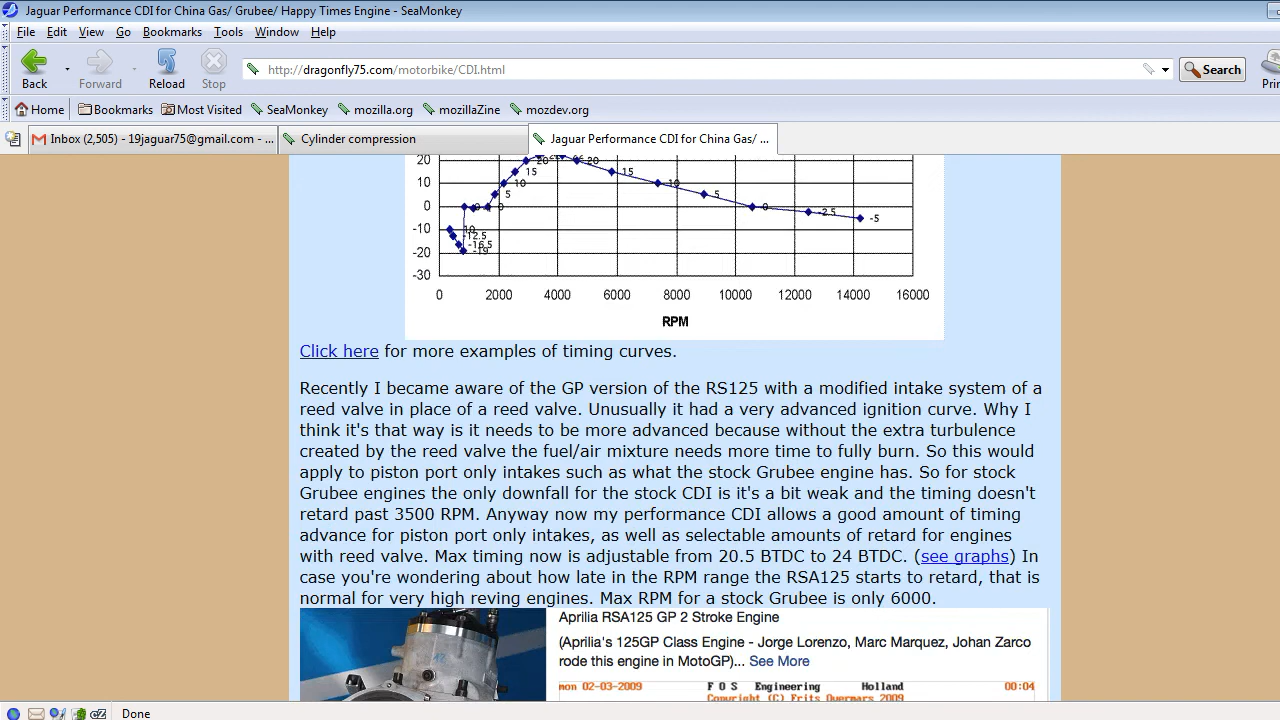 Jaguar Performance CDI for China Gas/ Grubee/ Happy Times Engine - SeaMonkey
File Edit View Go Bookmarks Tools Window Help
Back Forward Reload Stop http://dragonfly75.com/motorbike/CDI.html Search
Home Bookmarks Most Visited SeaMonkey mozilla.org mozillaZine mozdev.org
Inbox (2,505) - 19jaguar75@gmail.com - ... Cylinder compression Jaguar Performance CDI for China Gas/ ...
20 20 20 15 15
10 10 10
5 5
0 0 0 0 -2.5 -5
-10 -12.5
-16.5
-20 -19
-30
0 2000 4000 6000 8000 10000 12000 14000 16000
RPM
Click here for more examples of timing curves.
Recently I became aware of the GP version of the RS125 with a modified intake system of a
reed valve in place of a reed valve. Unusually it had a very advanced ignition curve. Why I
think it's that way is it needs to be more advanced because without the extra turbulence
created by the reed valve the fuel/air mixture needs more time to fully burn. So this would
apply to piston port only intakes such as what the stock Grubee engine has. So for stock
Grubee engines the only downfall for the stock CDI is it's a bit weak and the timing doesn't
retard past 3500 RPM. Anyway now my performance CDI allows a good amount of timing
advance for piston port only intakes, as well as selectable amounts of retard for engines
with reed valve. Max timing now is adjustable from 20.5 BTDC to 24 BTDC. (see graphs) In
case you're wondering about how late in the RPM range the RSA125 starts to retard, that is
normal for very high reving engines. Max RPM for a stock Grubee is only 6000.
Aprilia RSA125 GP 2 Stroke Engine
(Aprilia's 125GP Class Engine - Jorge Lorenzo, Marc Marquez, Johan Zarco
rode this engine in MotoGP)... See More
mon 02-03-2009 F O S Engineering Holland 00:04
Copyright (C) Frits Overmars 2009
Done